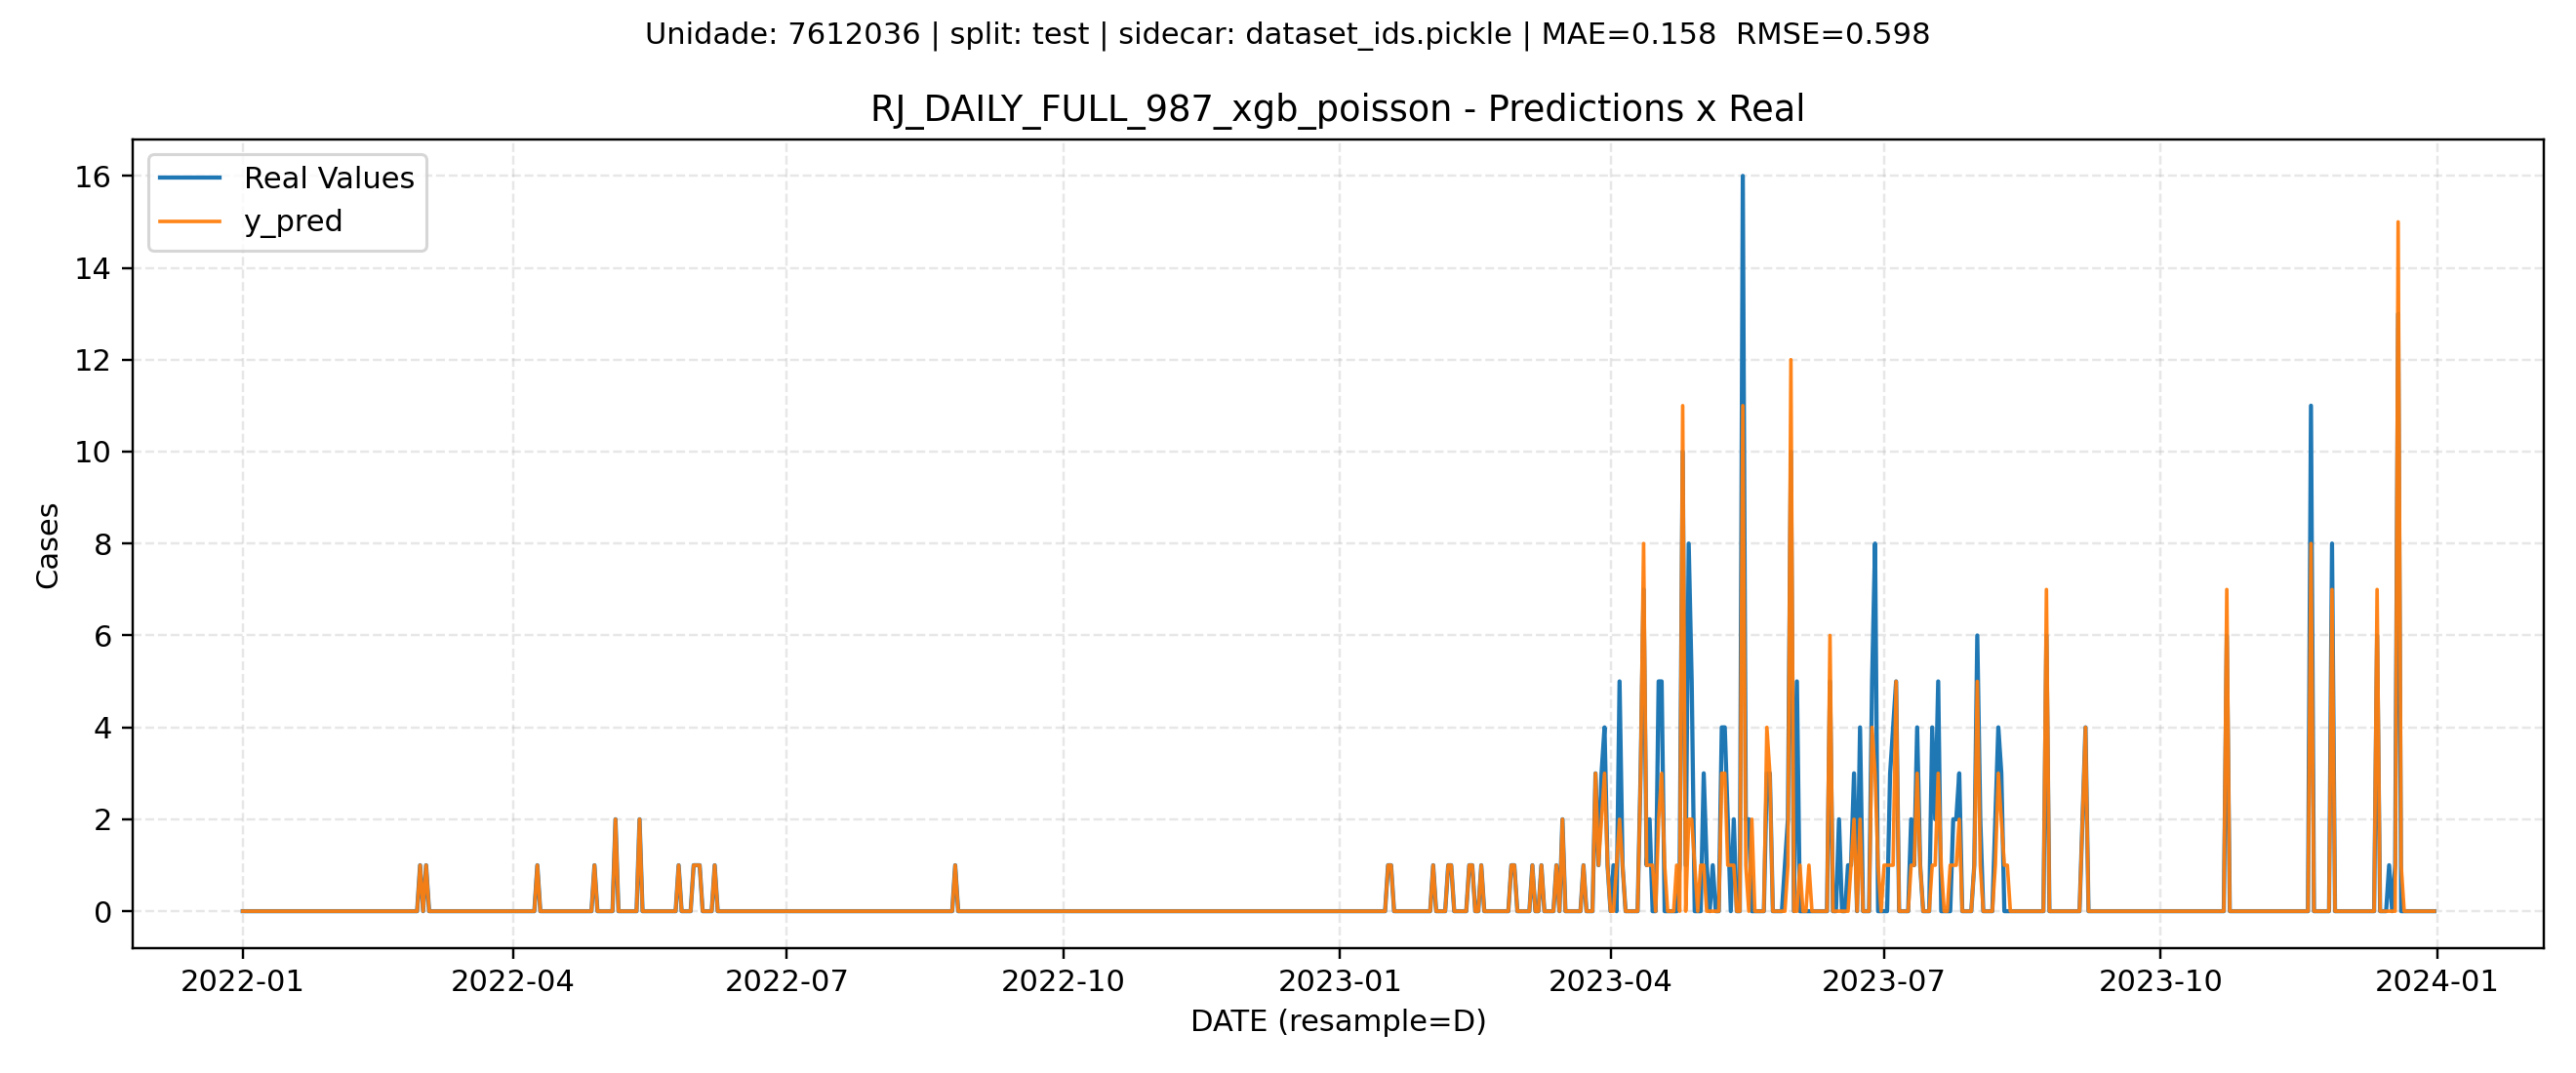 Unidade: 7612036 | split: test | sidecar: dataset_ids.pickle | MAE=0.158  RMSE=0.598
RJ_DAILY_FULL_987_xgb_poisson - Predictions x Real
Real Values
y_pred
16
14
12
10
8
6
4
2
0
Cases
2022-01 2022-04 2022-07 2022-10 2023-01 2023-04 2023-07 2023-10 2024-01
DATE (resample=D)